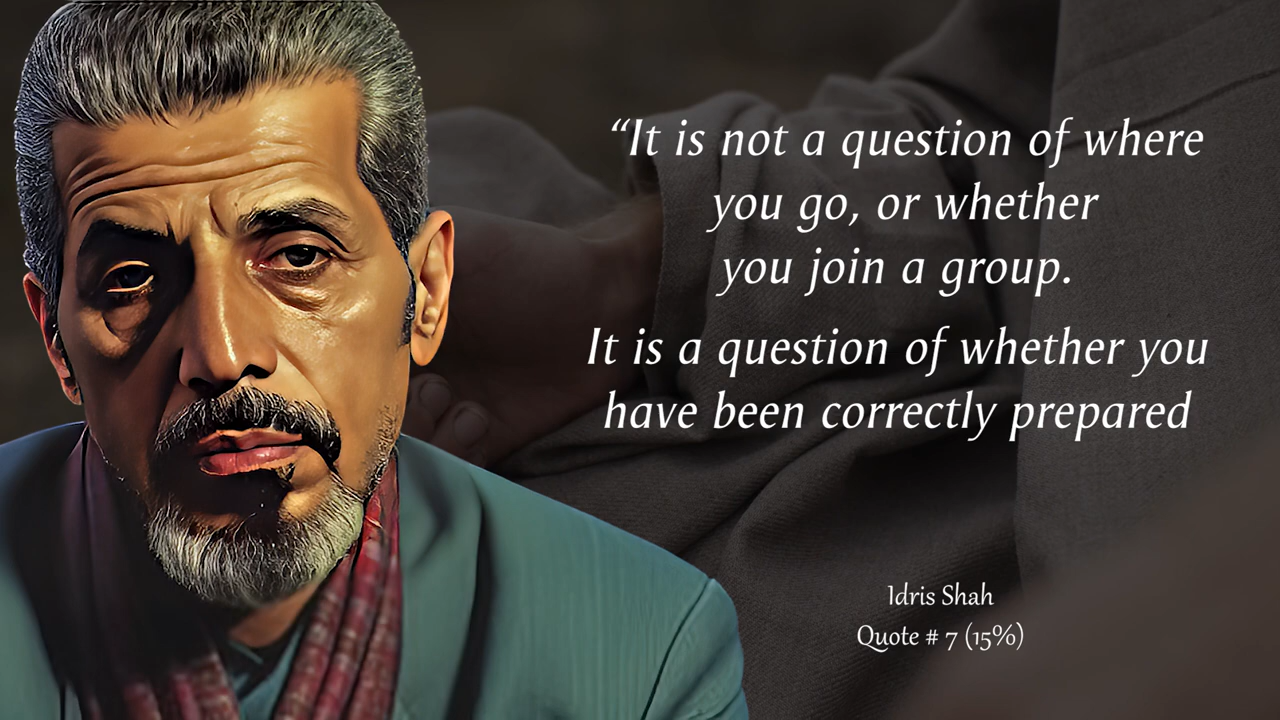 “It is not a question of where
you go, or whether
you join a group.
It is a question of whether you
have been correctly prepared
Idris Shah
Quote # 7 (15%)